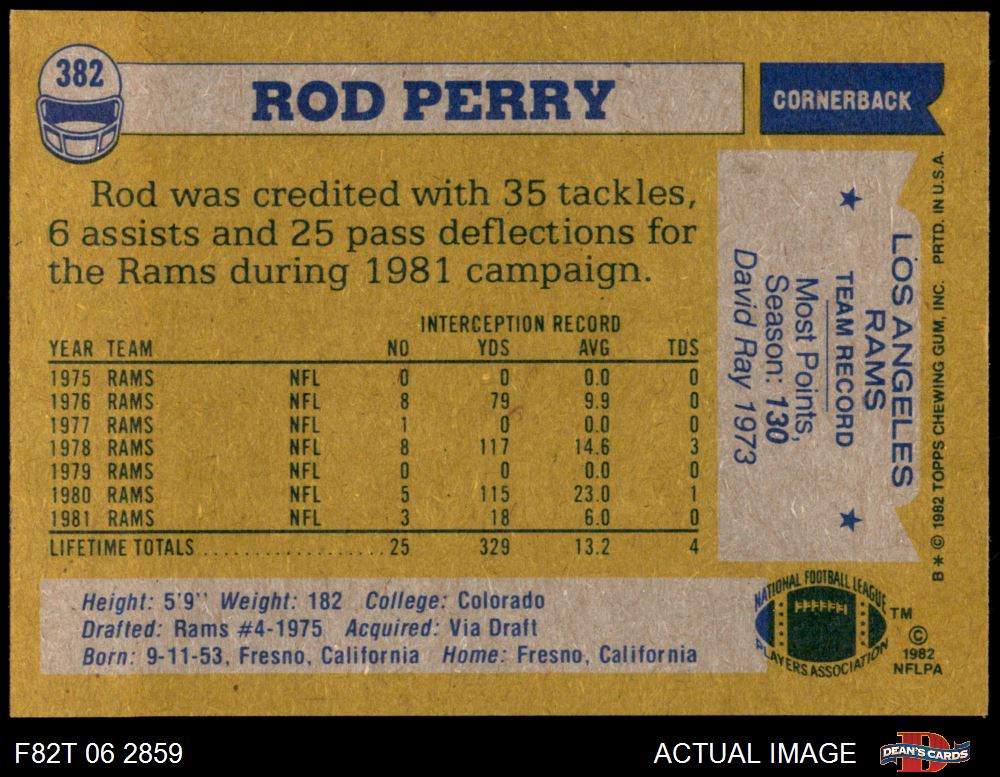 382
ROD PERRY
CORNERBACK
Rod was credited with 35 tackles,
6 assists and 25 pass deflections for
the Rams during 1981 campaign.
INTERCEPTION RECORD
YEAR TEAM NO YDS AVG TDS
1975 RAMS NFL 0 0 0.0 0
1976 RAMS NFL 8 79 9.9 0
1977 RAMS NFL 1 0 0.0 0
1978 RAMS NFL 8 117 14.6 3
1979 RAMS NFL 0 0 0.0 0
1980 RAMS NFL 5 115 23.0 1
1981 RAMS NFL 3 18 6.0 0
LIFETIME TOTALS .................... 25 329 13.2 4
Height: 5'9" Weight: 182 College: Colorado
Drafted: Rams #4-1975 Acquired: Via Draft
Born: 9-11-53, Fresno, California Home: Fresno, California
LOS ANGELES
RAMS
★ TEAM RECORD ★
Most Points,
Season: 130
David Ray 1973
B * © 1982 TOPPS CHEWING GUM, INC. PRTD. IN U.S.A.
NATIONAL FOOTBALL LEAGUE
PLAYERS ASSOCIATION
TM
©
1982
NFLPA
F82T 06 2859
ACTUAL IMAGE
D
DEAN'S CARDS